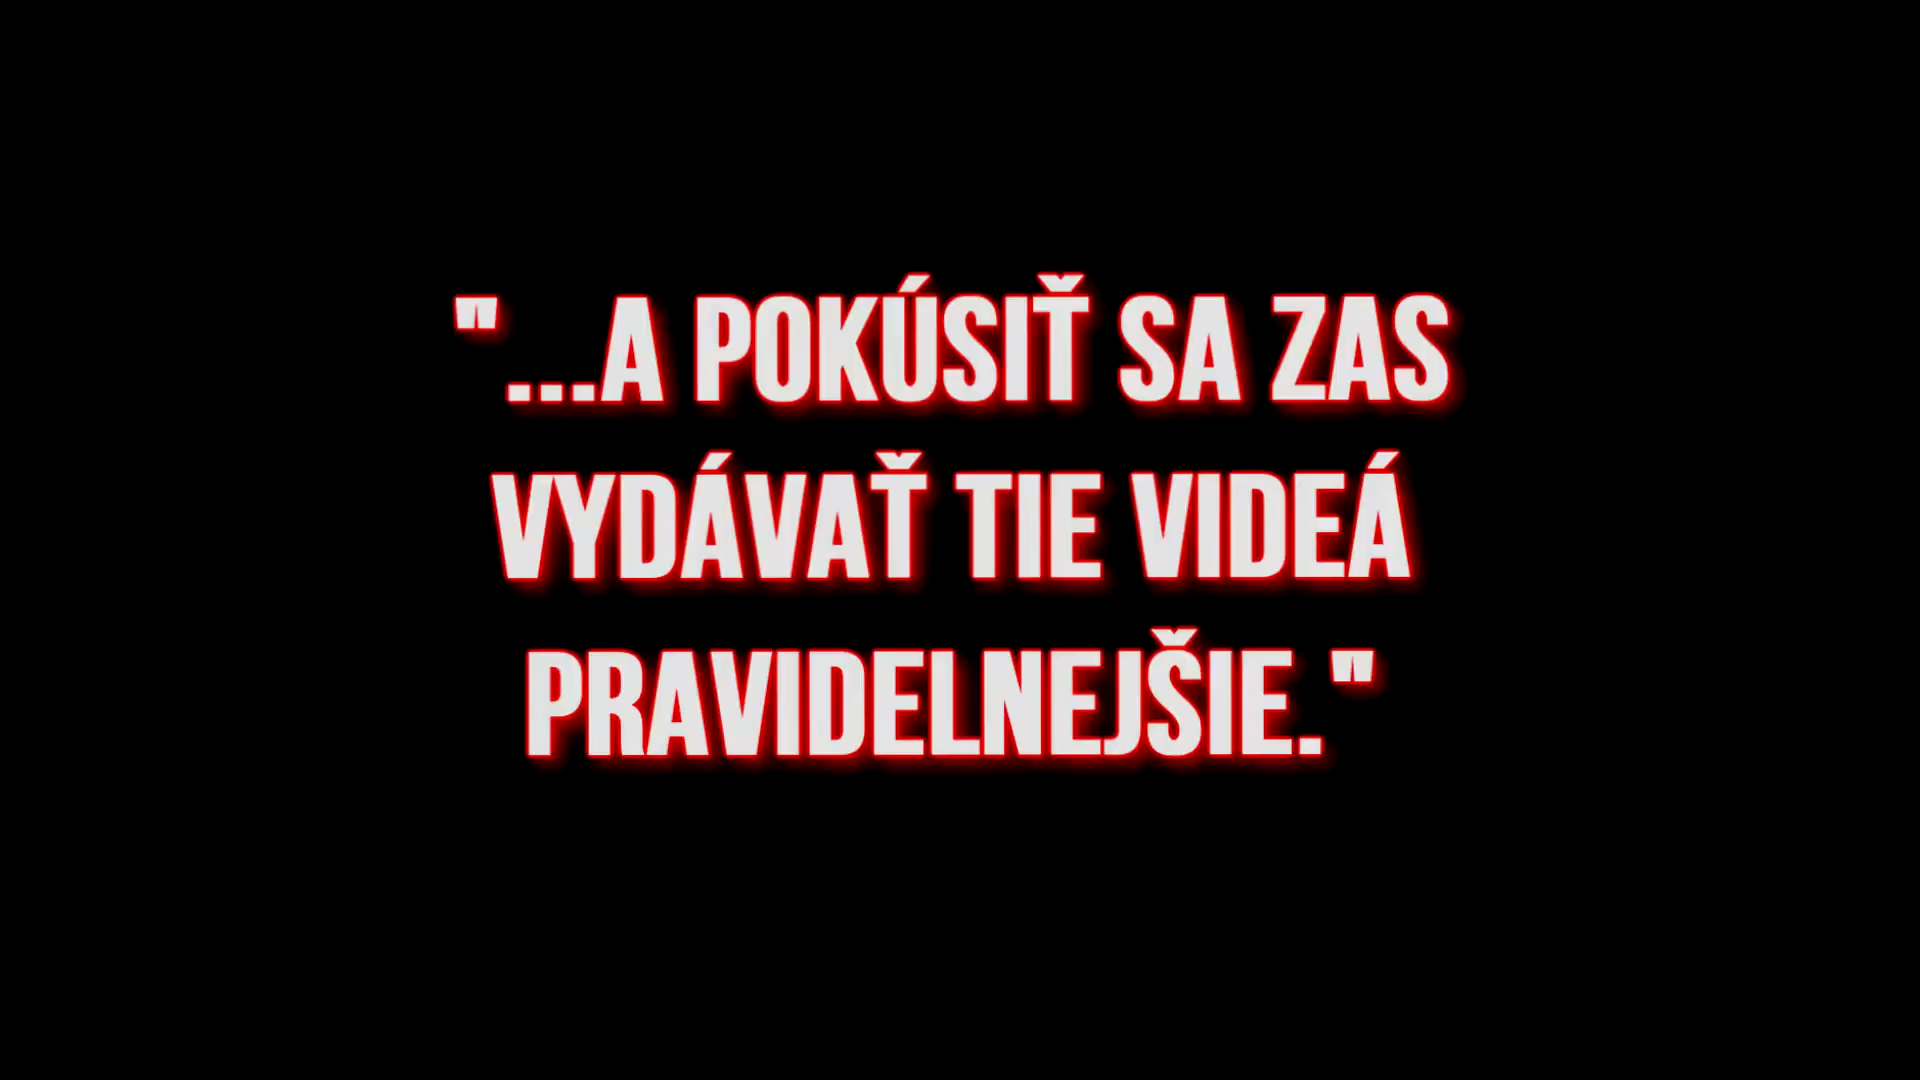 "...A POKÚSIŤ SA ZAS
VYDÁVAŤ TIE VIDEÁ
PRAVIDELNEJŠIE."